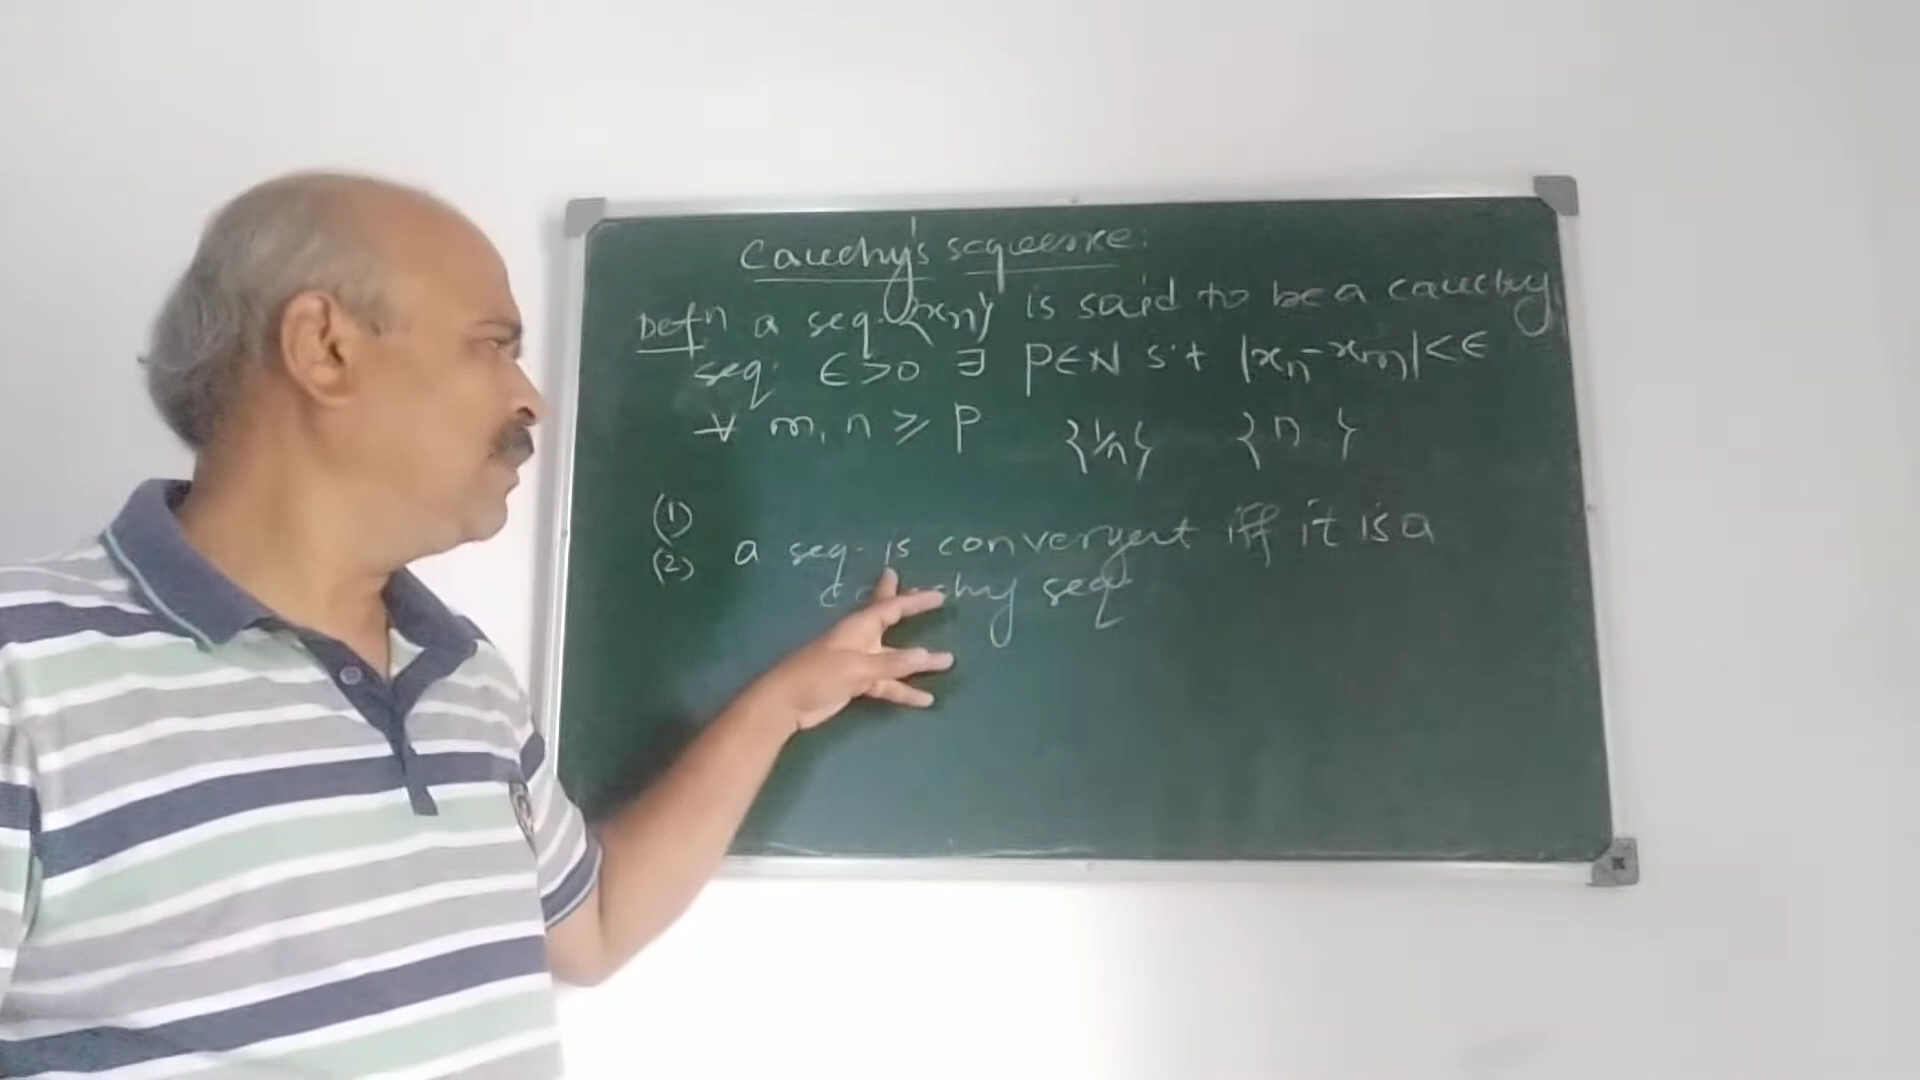 Cauchy's sequence:
Defn a seq. {xn} is said to be a cauchy
seq. ∈>0 ∃ P∈N s.t |xn-xm|<∈
∀ m, n ⩾ P {1/n} {n}
(1)
(2) a seq. is convergent iff it is a
cauchy seq